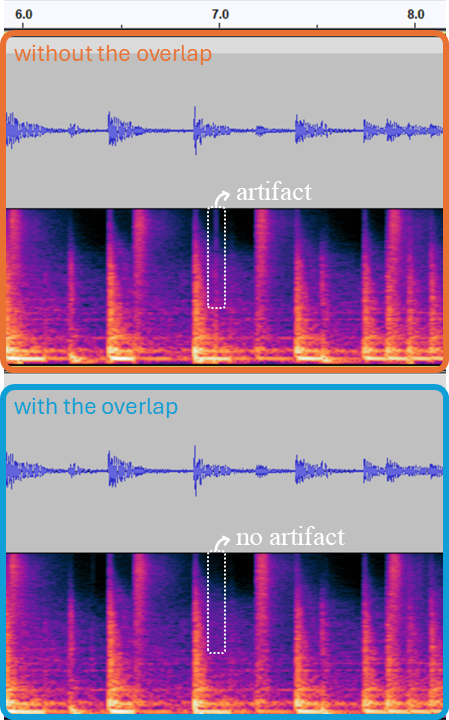 6.0 7.0 8.0
without the overlap
artifact
with the overlap
no artifact